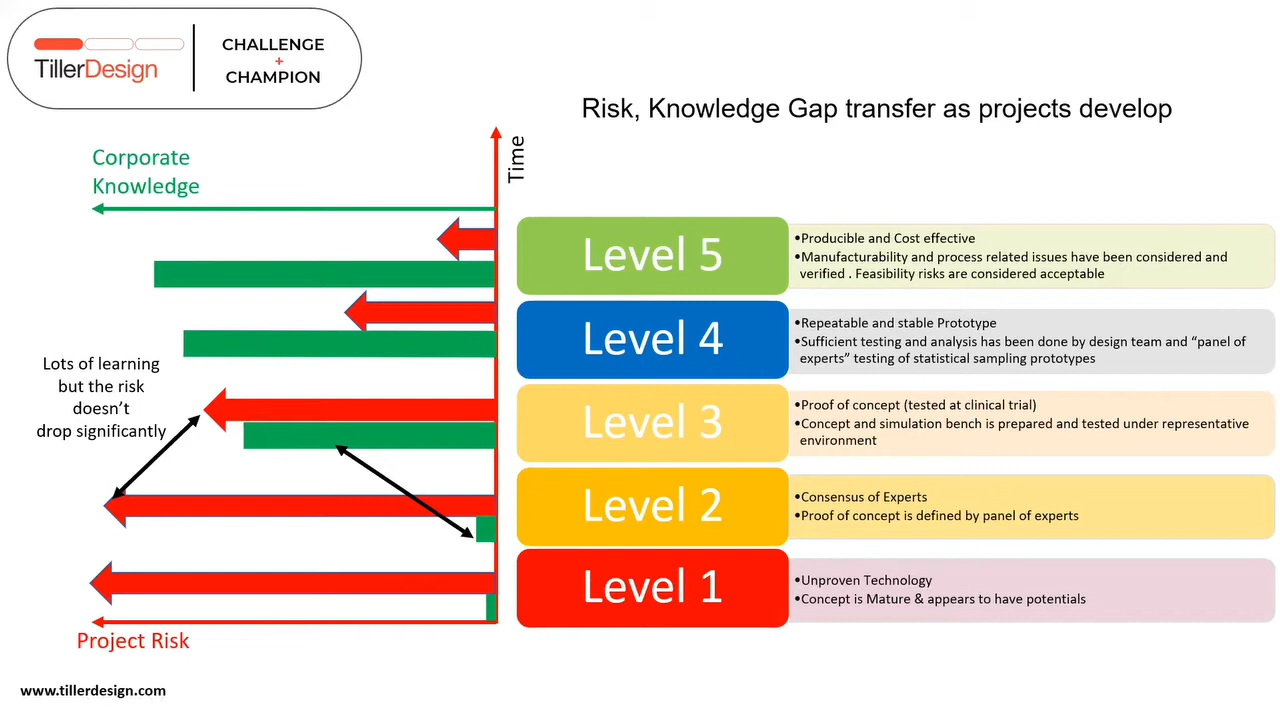 TillerDesign
CHALLENGE
+
CHAMPION
Risk, Knowledge Gap transfer as projects develop
Corporate
Knowledge
Time
Level 5
•Producible and Cost effective
•Manufacturability and process related issues have been considered and
verified . Feasibility risks are considered acceptable
Level 4
•Repeatable and stable Prototype
•Sufficient testing and analysis has been done by design team and “panel of
experts” testing of statistical sampling prototypes
Lots of learning
but the risk
doesn’t
drop significantly
Level 3
•Proof of concept (tested at clinical trial)
•Concept and simulation bench is prepared and tested under representative
environment
Level 2
•Consensus of Experts
•Proof of concept is defined by panel of experts
Level 1
•Unproven Technology
•Concept is Mature & appears to have potentials
Project Risk
www.tillerdesign.com